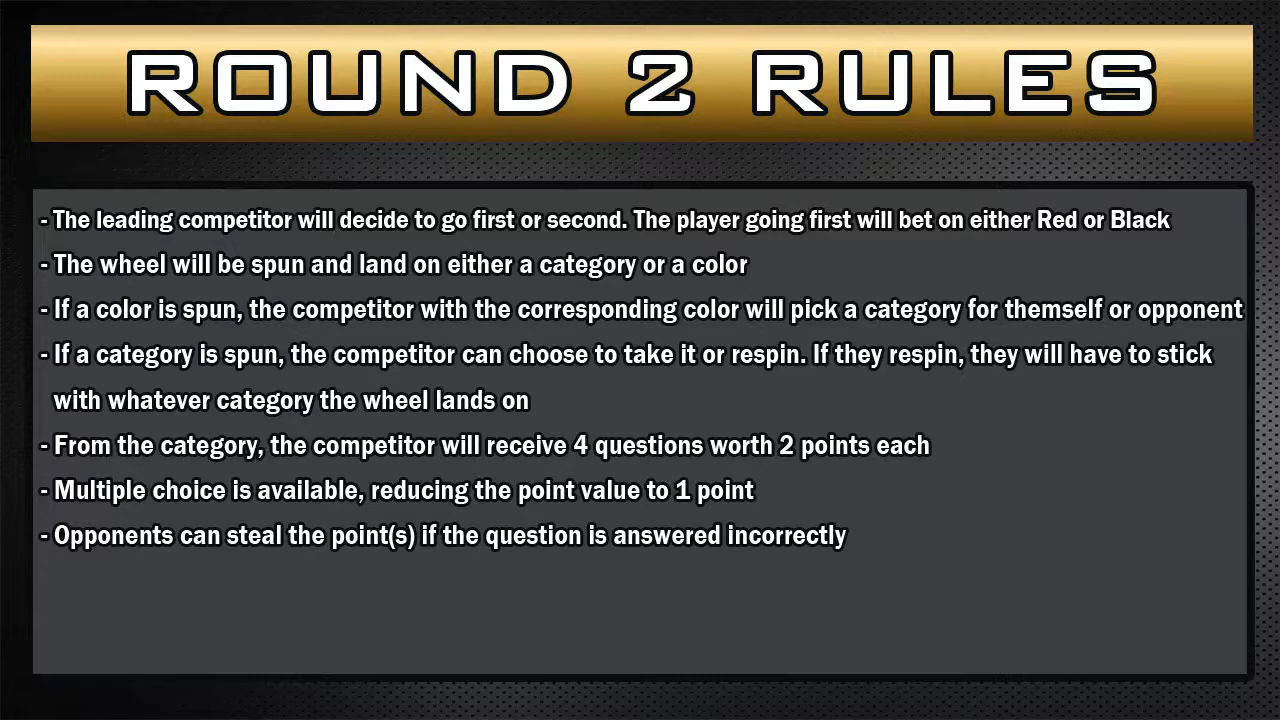 ROUND 2 RULES
- The leading competitor will decide to go first or second. The player going first will bet on either Red or Black
- The wheel will be spun and land on either a category or a color
- If a color is spun, the competitor with the corresponding color will pick a category for themself or opponent
- If a category is spun, the competitor can choose to take it or respin. If they respin, they will have to stick
with whatever category the wheel lands on
- From the category, the competitor will receive 4 questions worth 2 points each
- Multiple choice is available, reducing the point value to 1 point
- Opponents can steal the point(s) if the question is answered incorrectly